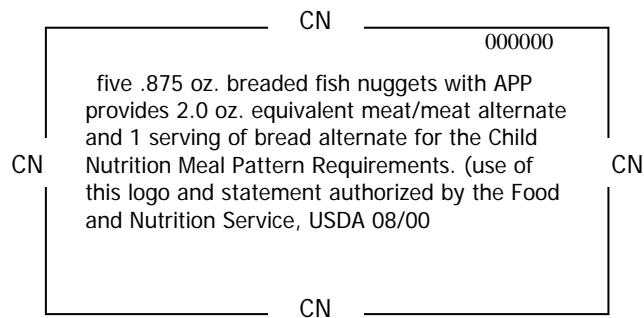 CN
000000
five .875 oz. breaded fish nuggets with APP
provides 2.0 oz. equivalent meat/meat alternate
and 1 serving of bread alternate for the Child
CN Nutrition Meal Pattern Requirements. (use of CN
this logo and statement authorized by the Food
and Nutrition Service, USDA 08/00
CN